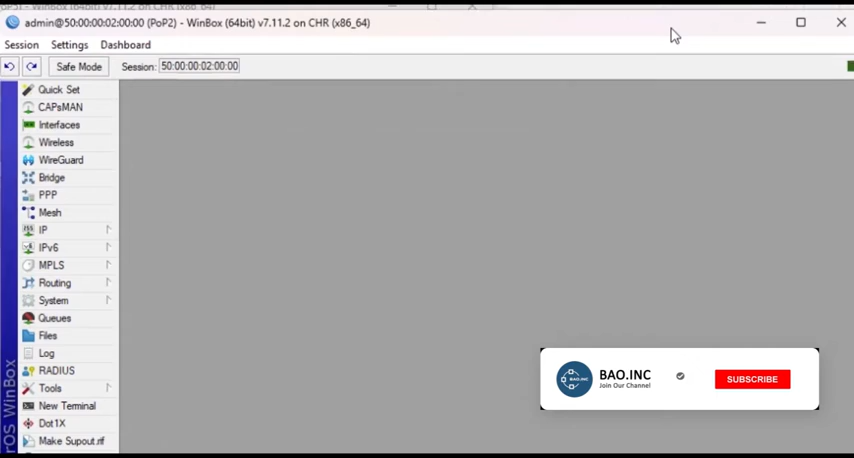 admin@50:00:00:02:00:00 (PoP2) - WinBox (64bit) v7.11.2 on CHR (x86_64)
Session Settings Dashboard
Safe Mode Session: 50:00:00:02:00:00
Quick Set
CAPsMAN
Interfaces
Wireless
WireGuard
Bridge
PPP
Mesh
IP
IPv6
MPLS
Routing
System
Queues
Files
Log
RADIUS
Tools
New Terminal
Dot1X
Make Supout.rif
rOS WinBox
BAO.INC
BAO.INC
Join Our Channel
SUBSCRIBE